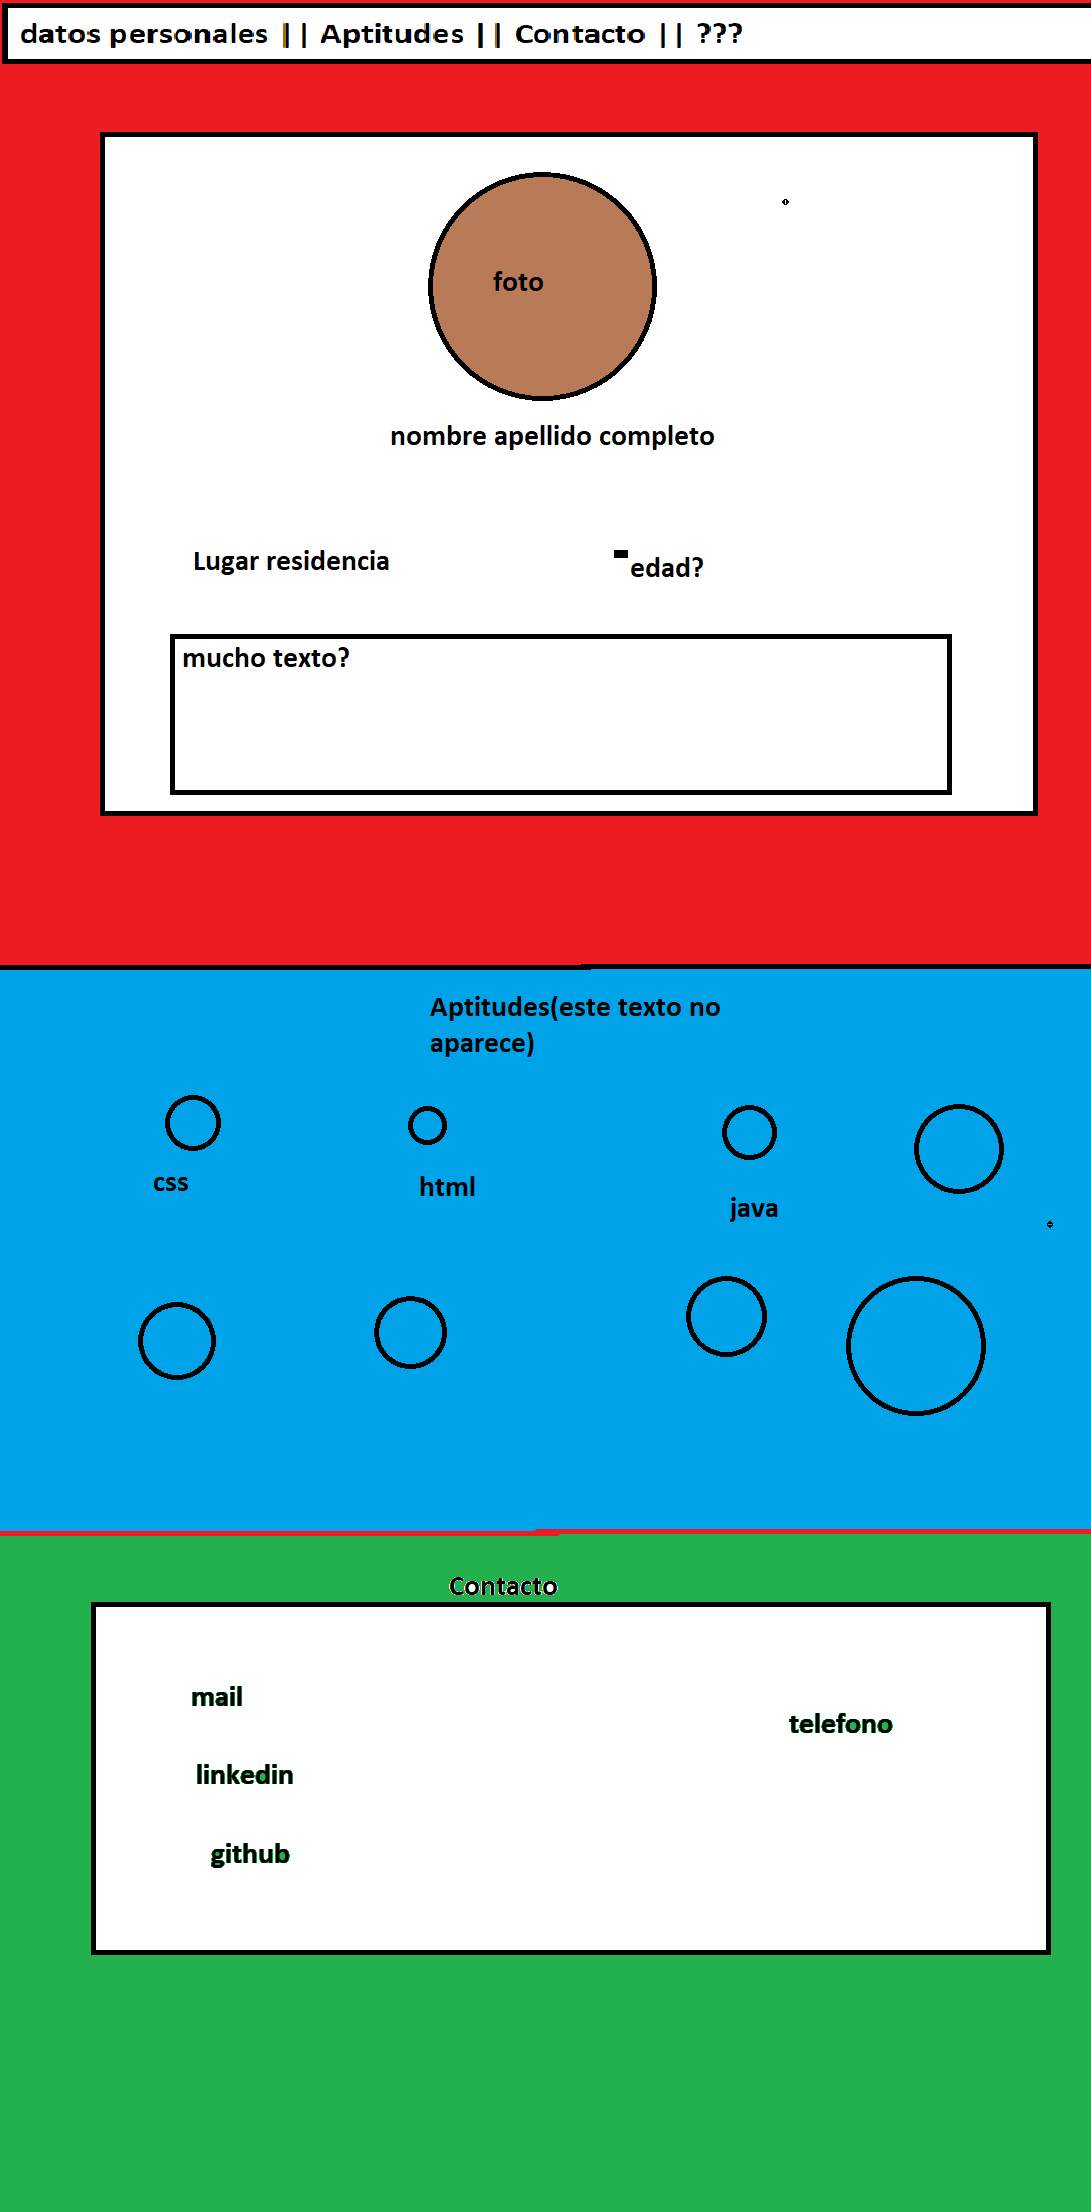 datos personales || Aptitudes || Contacto || ???
foto
nombre apellido completo
Lugar residencia
edad?
mucho texto?
Aptitudes(este texto no
aparece)
css
html
java
Contacto
mail
telefono
linkedin
github